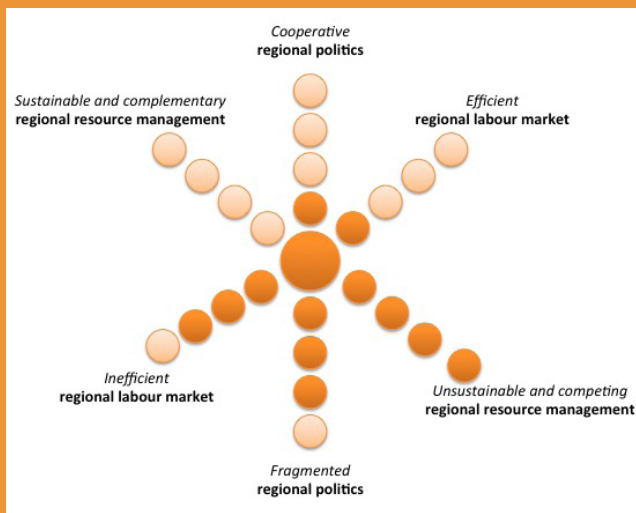 Cooperative
regional politics
Sustainable and complementary
regional resource management
Efficient
regional labour market
Inefficient
regional labour market
Unsustainable and competing
regional resource management
Fragmented
regional politics